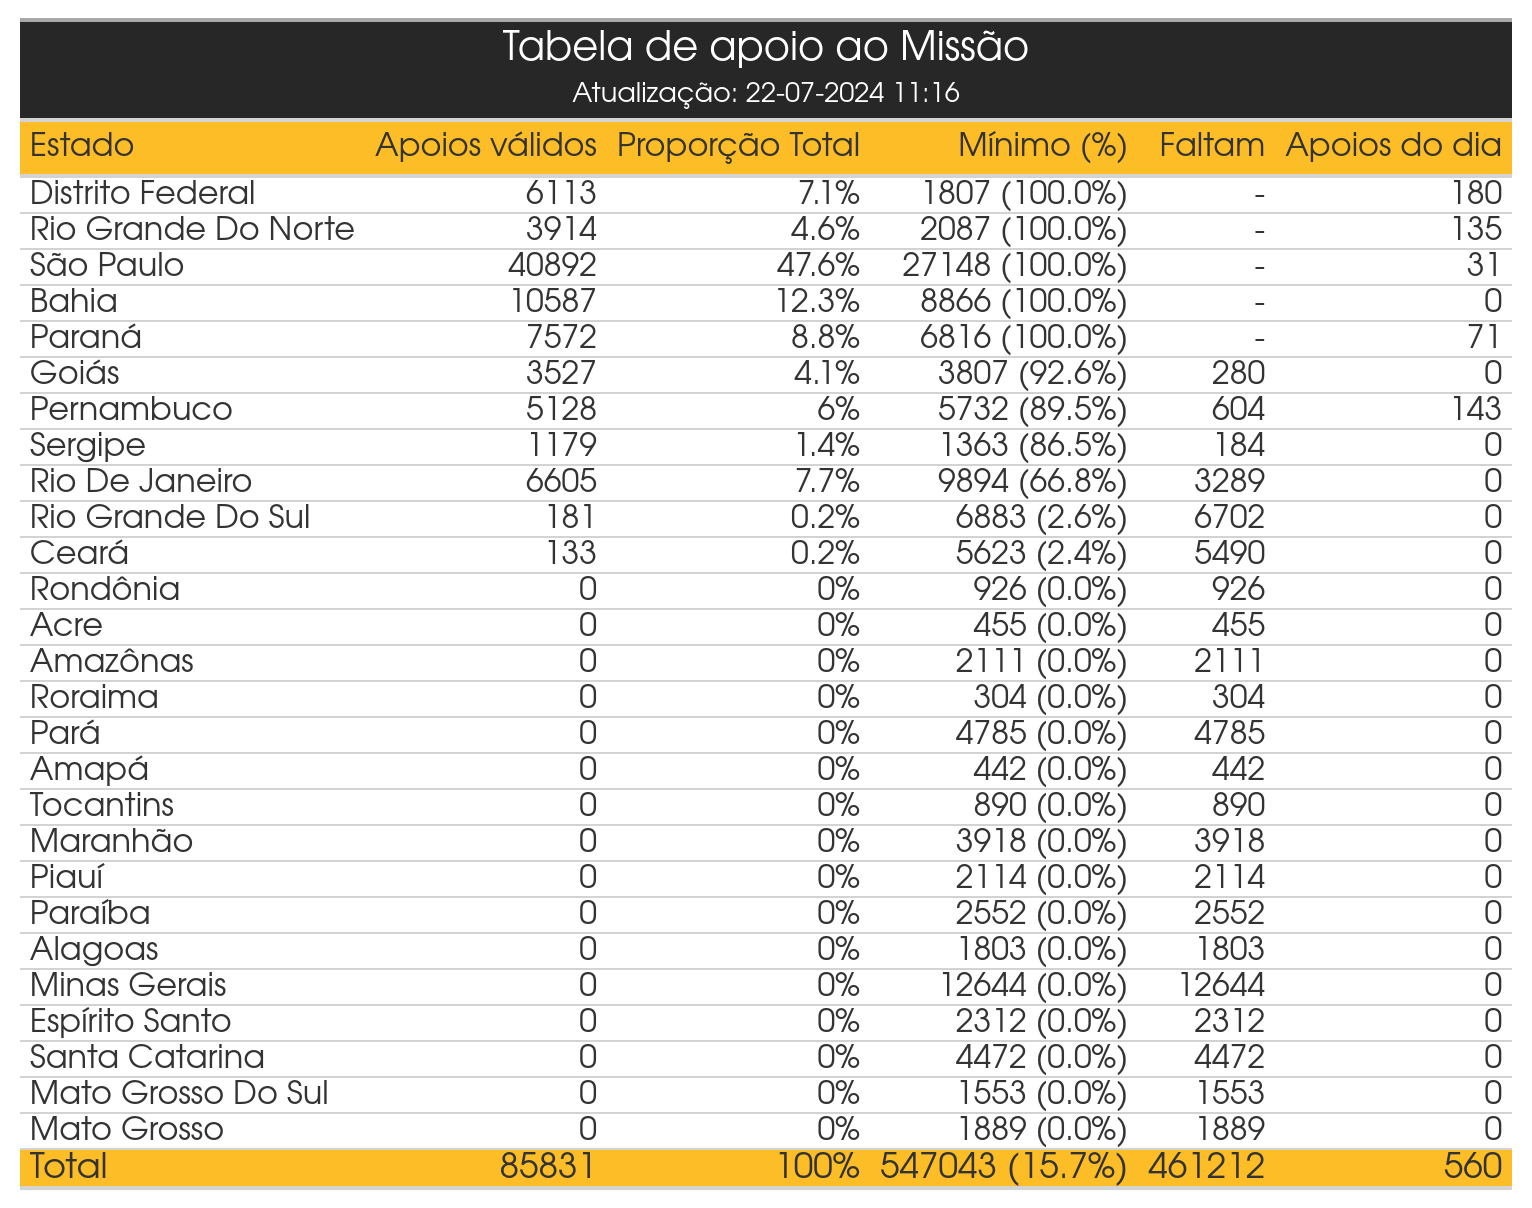 Tabela de apoio ao Missão
Atualização: 22-07-2024 11:16
Estado Apoios válidos Proporção Total Mínimo (%) Faltam Apoios do dia
Distrito Federal 6113 7.1% 1807 (100.0%) - 180
Rio Grande Do Norte 3914 4.6% 2087 (100.0%) - 135
São Paulo 40892 47.6% 27148 (100.0%) - 31
Bahia 10587 12.3% 8866 (100.0%) - 0
Paraná 7572 8.8% 6816 (100.0%) - 71
Goiás 3527 4.1% 3807 (92.6%) 280 0
Pernambuco 5128 6% 5732 (89.5%) 604 143
Sergipe 1179 1.4% 1363 (86.5%) 184 0
Rio De Janeiro 6605 7.7% 9894 (66.8%) 3289 0
Rio Grande Do Sul 181 0.2% 6883 (2.6%) 6702 0
Ceará 133 0.2% 5623 (2.4%) 5490 0
Rondônia 0 0% 926 (0.0%) 926 0
Acre 0 0% 455 (0.0%) 455 0
Amazônas 0 0% 2111 (0.0%) 2111 0
Roraima 0 0% 304 (0.0%) 304 0
Pará 0 0% 4785 (0.0%) 4785 0
Amapá 0 0% 442 (0.0%) 442 0
Tocantins 0 0% 890 (0.0%) 890 0
Maranhão 0 0% 3918 (0.0%) 3918 0
Piauí 0 0% 2114 (0.0%) 2114 0
Paraíba 0 0% 2552 (0.0%) 2552 0
Alagoas 0 0% 1803 (0.0%) 1803 0
Minas Gerais 0 0% 12644 (0.0%) 12644 0
Espírito Santo 0 0% 2312 (0.0%) 2312 0
Santa Catarina 0 0% 4472 (0.0%) 4472 0
Mato Grosso Do Sul 0 0% 1553 (0.0%) 1553 0
Mato Grosso 0 0% 1889 (0.0%) 1889 0
Total 85831 100% 547043 (15.7%) 461212 560